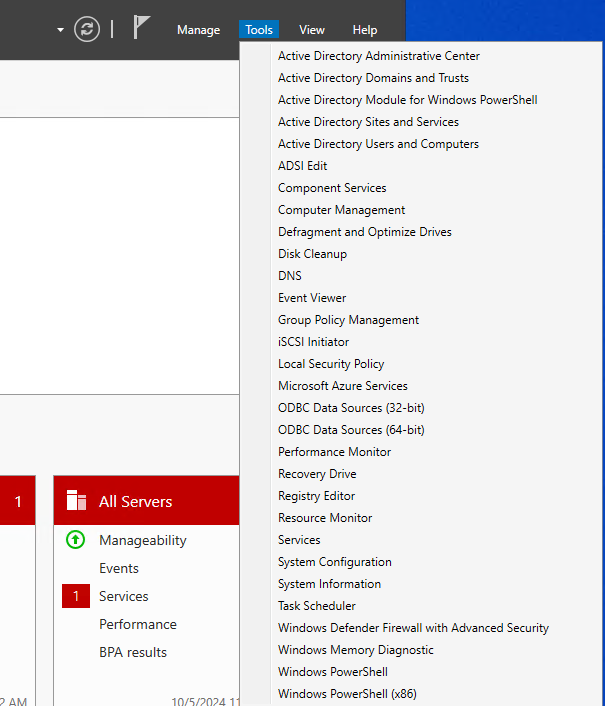 Manage Tools View Help
Active Directory Administrative Center
Active Directory Domains and Trusts
Active Directory Module for Windows PowerShell
Active Directory Sites and Services
Active Directory Users and Computers
ADSI Edit
Component Services
Computer Management
Defragment and Optimize Drives
Disk Cleanup
DNS
Event Viewer
Group Policy Management
iSCSI Initiator
Local Security Policy
Microsoft Azure Services
ODBC Data Sources (32-bit)
ODBC Data Sources (64-bit)
Performance Monitor
Recovery Drive
Registry Editor
Resource Monitor
Services
System Configuration
System Information
Task Scheduler
Windows Defender Firewall with Advanced Security
Windows Memory Diagnostic
Windows PowerShell
Windows PowerShell (x86)
1
All Servers
Manageability
Events
1 Services
Performance
BPA results
2 AM
10/5/2024 11